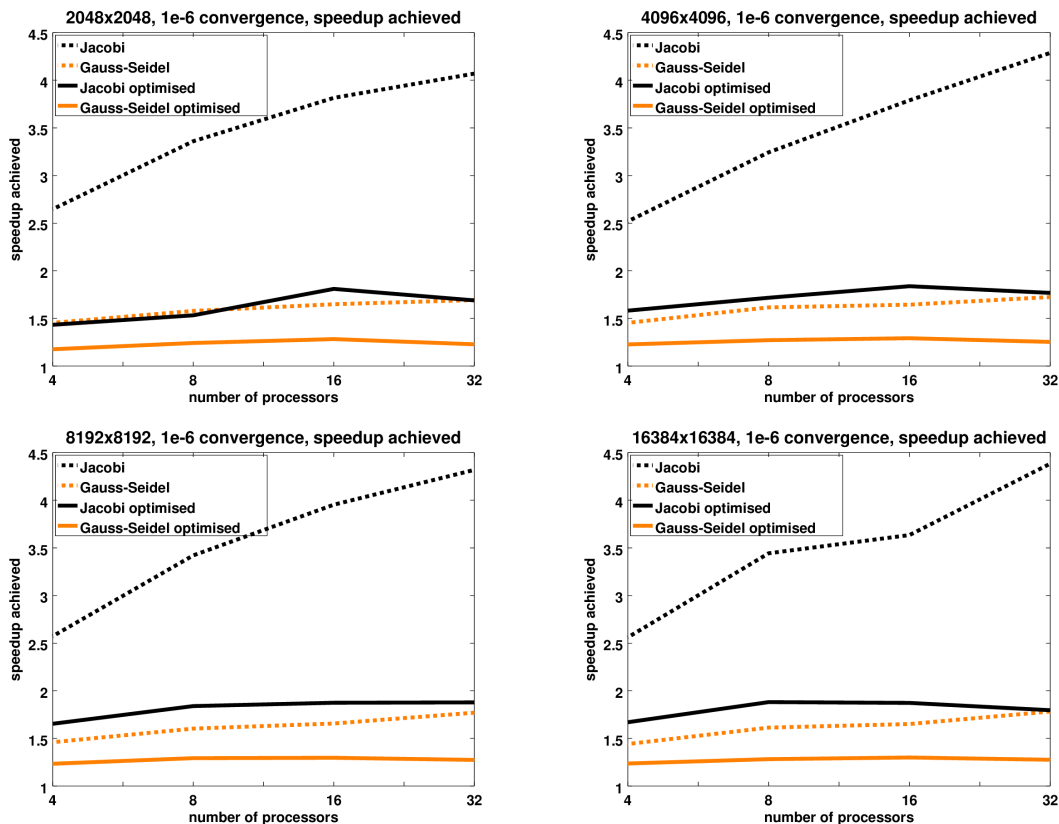 2048x2048, 1e-6 convergence, speedup achieved
4.5
4
3.5
3
2.5
2
1.5
1
speedup achieved
Jacobi
Gauss-Seidel
Jacobi optimised
Gauss-Seidel optimised
4 8 16 32
number of processors
4096x4096, 1e-6 convergence, speedup achieved
4.5
4
3.5
3
2.5
2
1.5
1
speedup achieved
Jacobi
Gauss-Seidel
Jacobi optimised
Gauss-Seidel optimised
4 8 16 32
number of processors
8192x8192, 1e-6 convergence, speedup achieved
4.5
4
3.5
3
2.5
2
1.5
1
speedup achieved
Jacobi
Gauss-Seidel
Jacobi optimised
Gauss-Seidel optimised
4 8 16 32
number of processors
16384x16384, 1e-6 convergence, speedup achieved
4.5
4
3.5
3
2.5
2
1.5
1
speedup achieved
Jacobi
Gauss-Seidel
Jacobi optimised
Gauss-Seidel optimised
4 8 16 32
number of processors